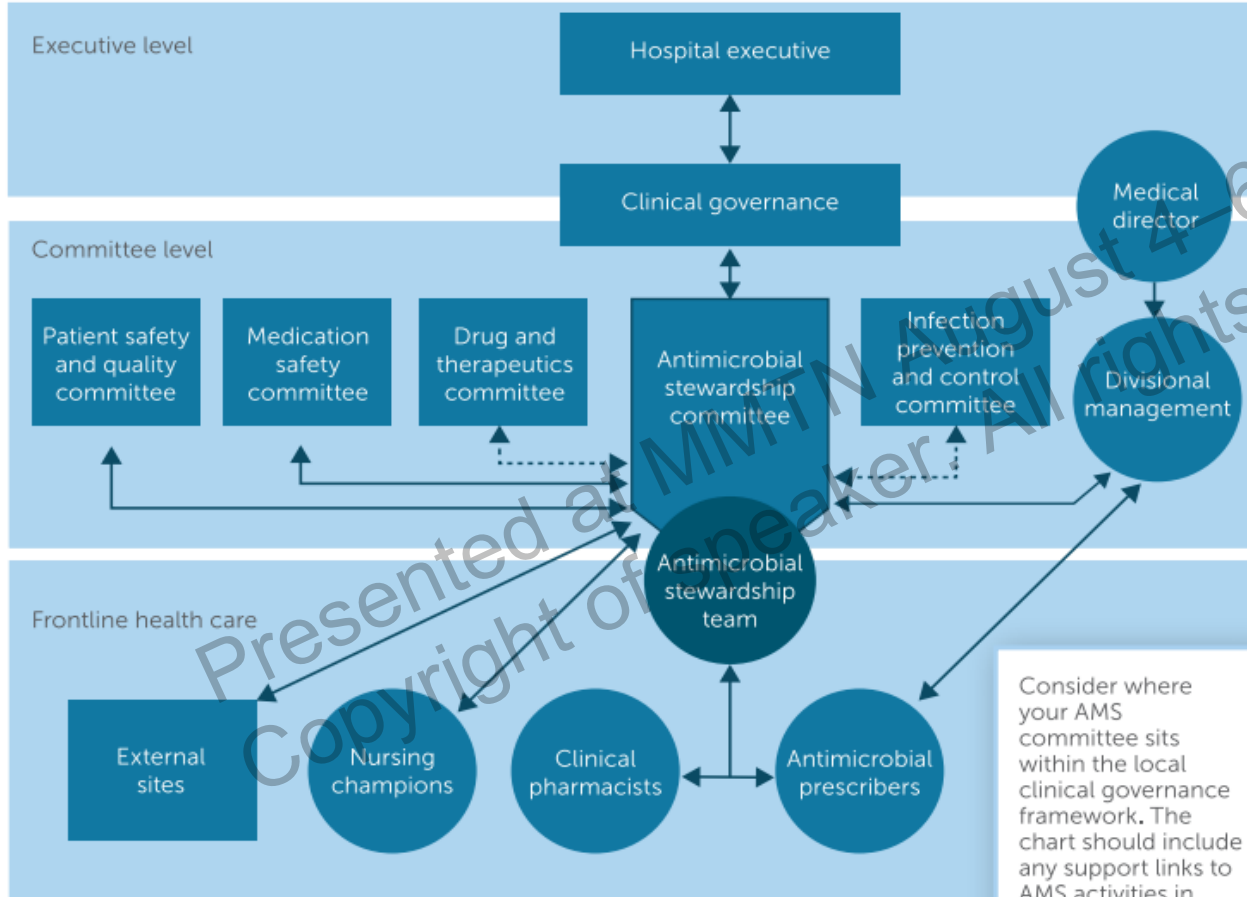 Executive level
Hospital executive
Clinical governance
Medical
director
Committee level
Patient safety
and quality
committee
Medication
safety
committee
Drug and
therapeutics
committee
Antimicrobial
stewardship
committee
Infection
prevention
and control
committee
Divisional
management
Antimicrobial
stewardship
team
Frontline health care
External
sites
Nursing
champions
Clinical
pharmacists
Antimicrobial
prescribers
Consider where
your AMS
committee sits
within the local
clinical governance
framework. The
chart should include
any support links to
AMS activities in
Presented at MMTN August 4–6
Copyright of speaker. All rights